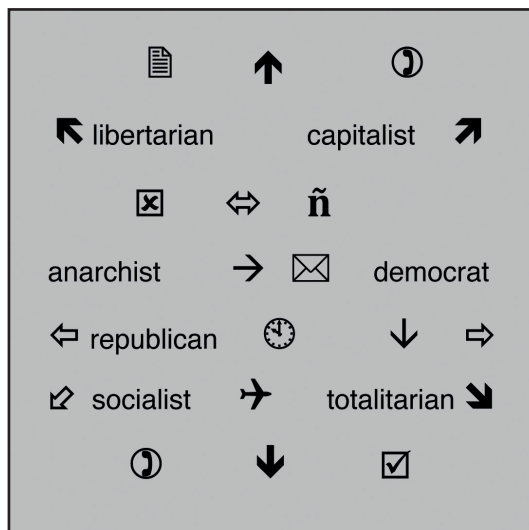 libertarian capitalist
ñ
anarchist democrat
republican
socialist totalitarian